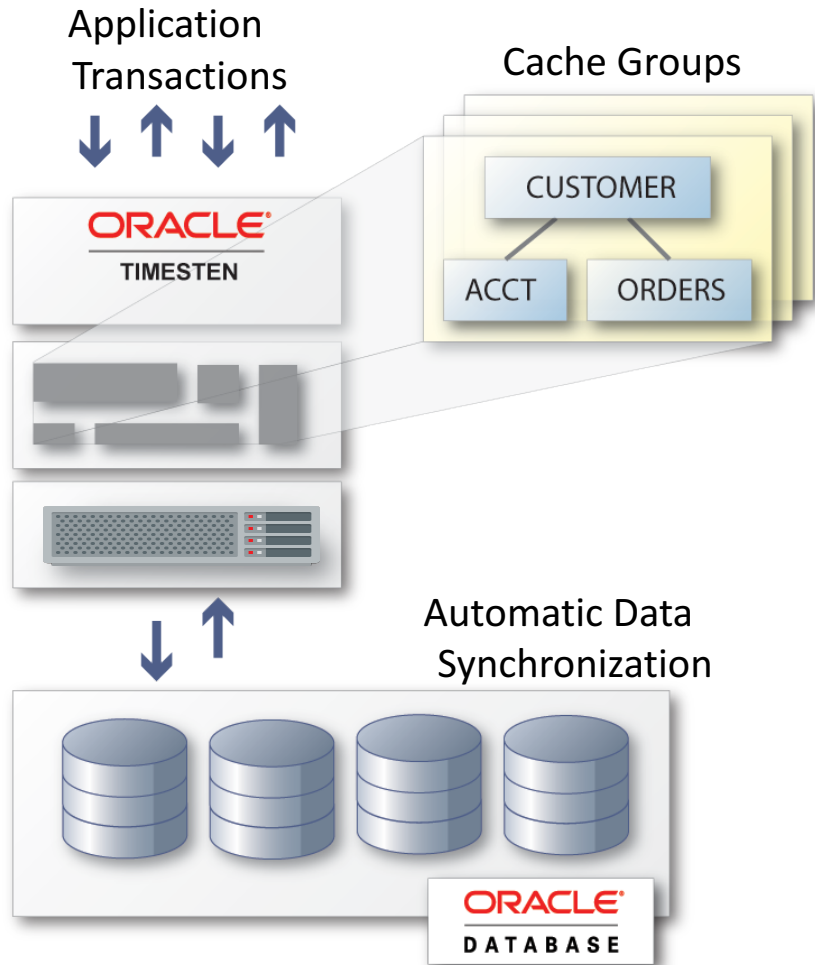 Application
Transactions
Cache Groups
ORACLE®
TIMESTEN
CUSTOMER
ACCT
ORDERS
Automatic Data
Synchronization
ORACLE®
DATABASE